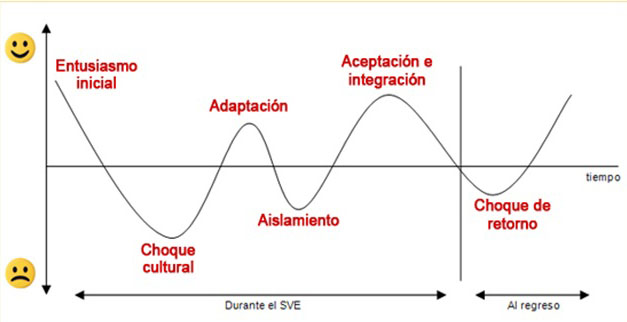 Entusiasmo
inicial
Choque
cultural
Adaptación
Aislamiento
Aceptación e
integración
Choque de
retorno
tiempo
Durante el SVE
Al regreso